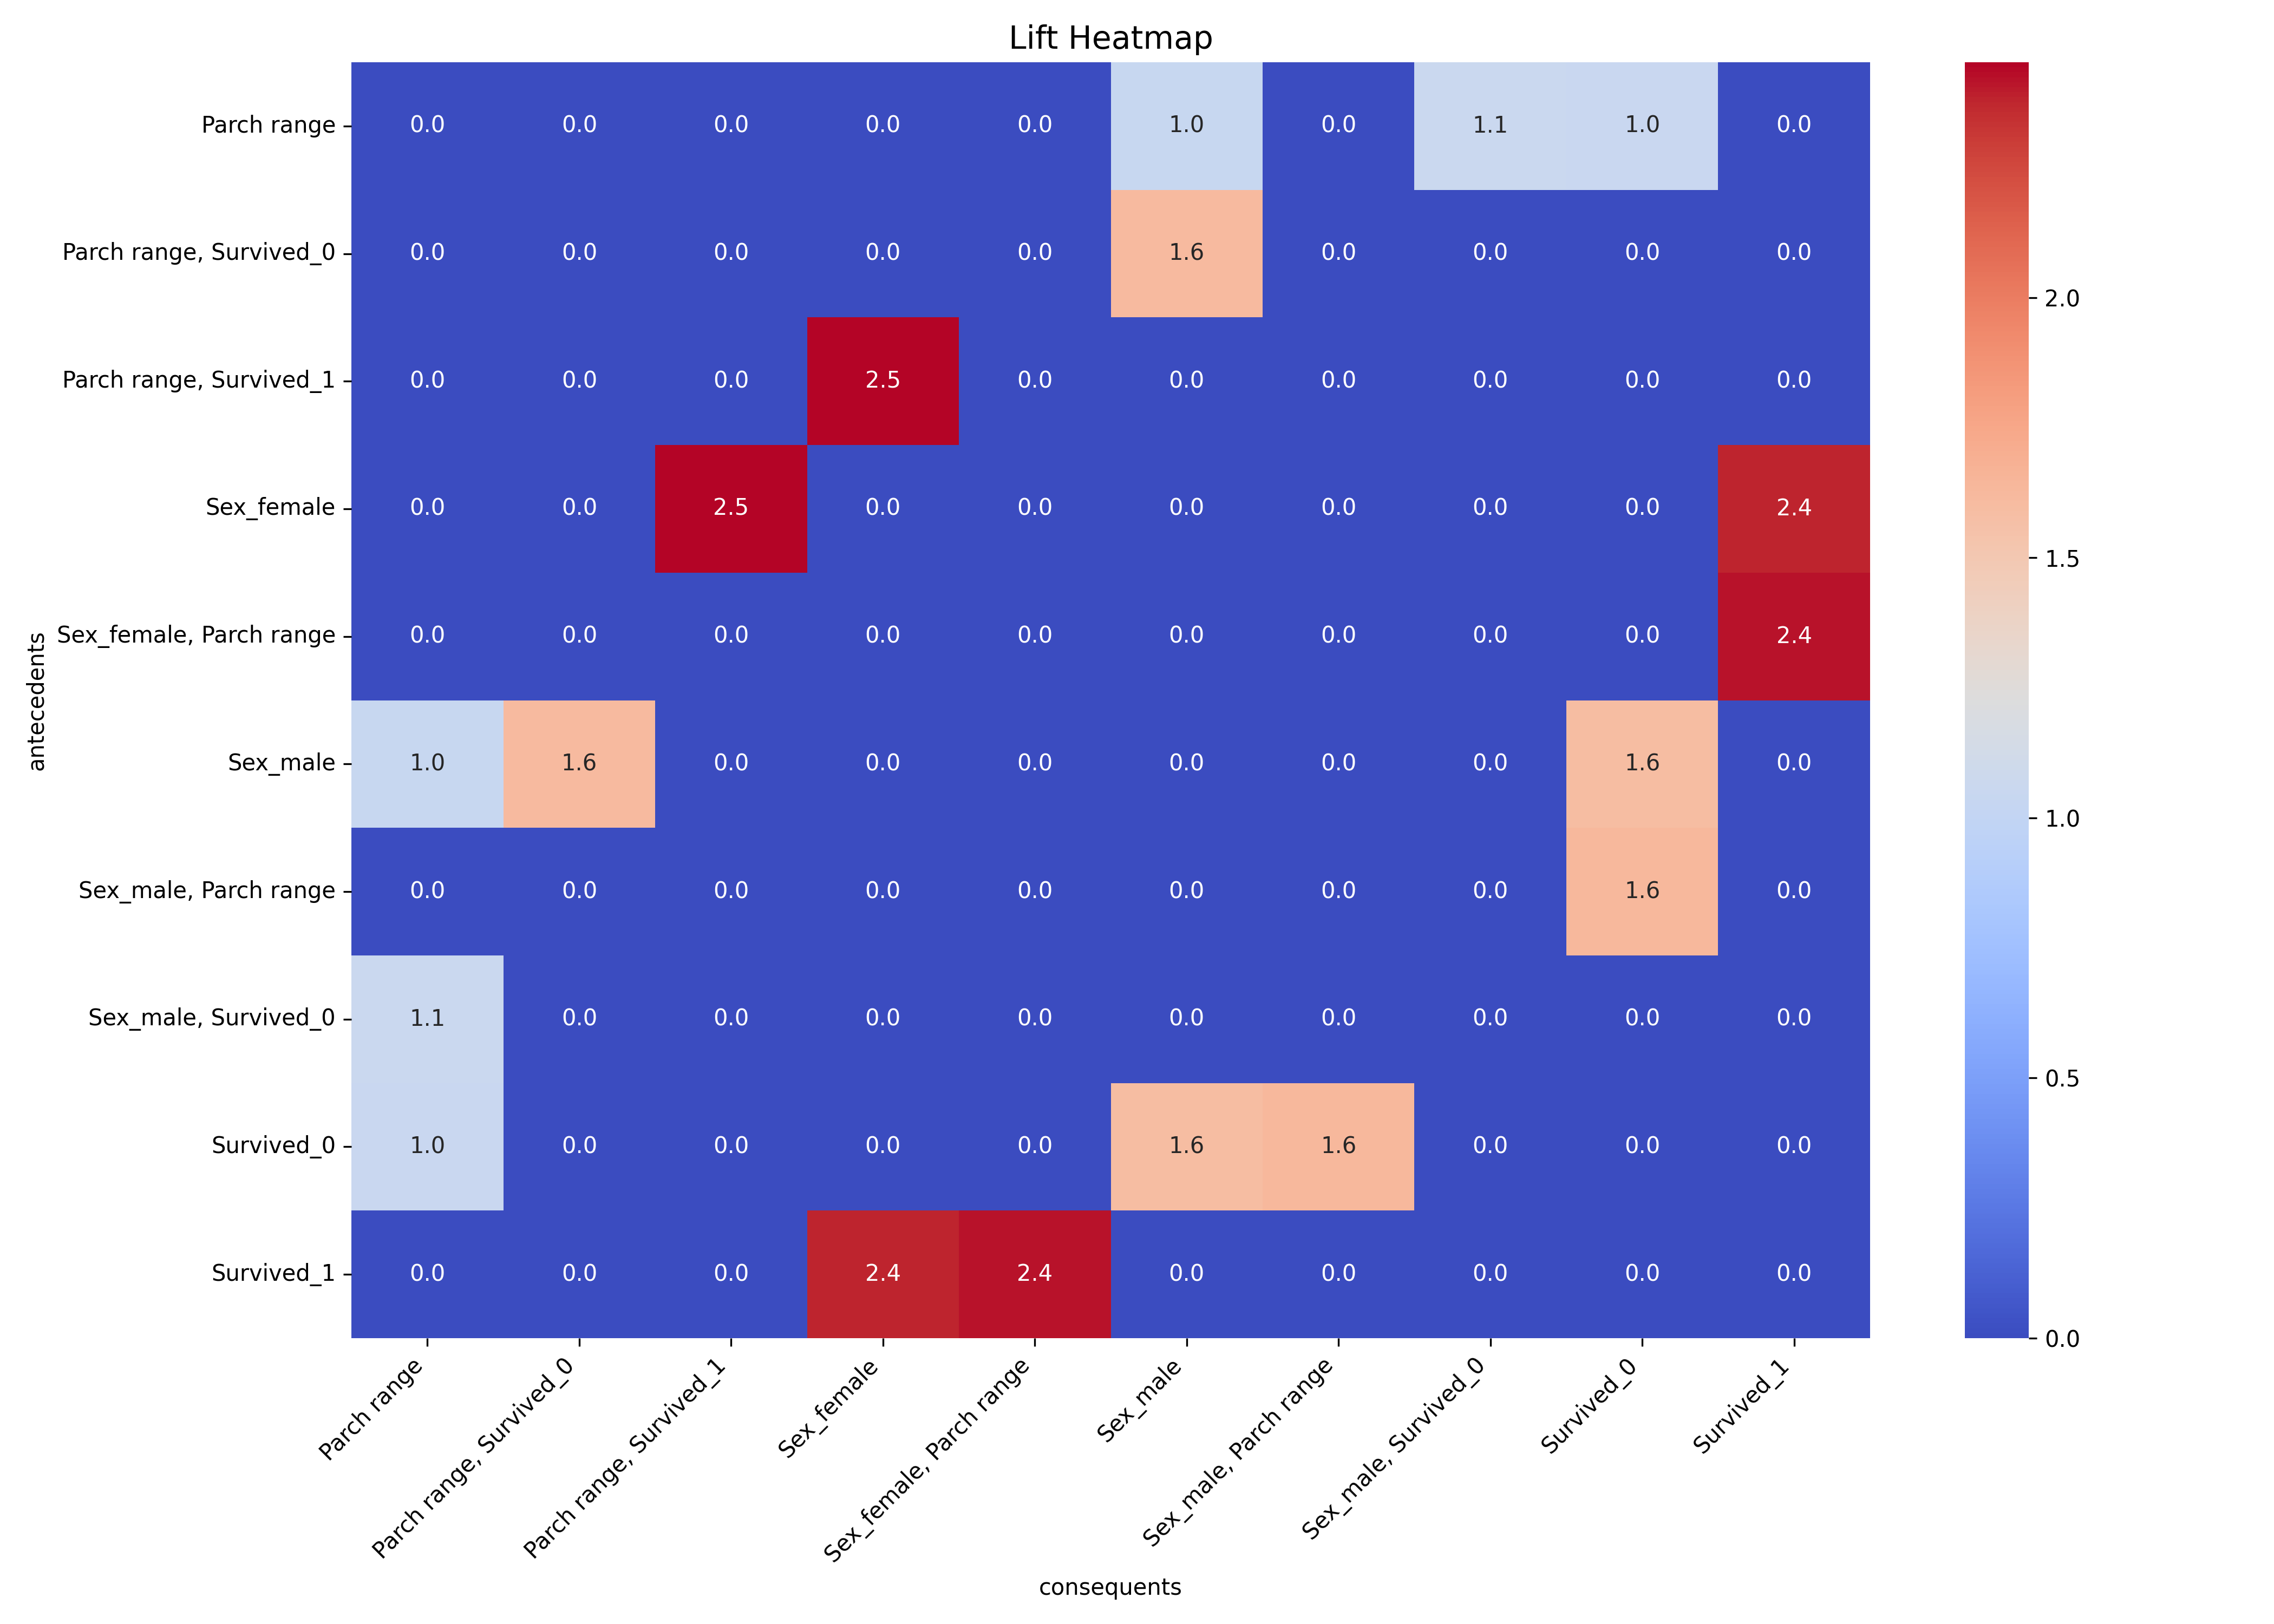 Lift Heatmap
Parch range 0.0 0.0 0.0 0.0 0.0 1.0 0.0 1.1 1.0 0.0
Parch range, Survived_0 0.0 0.0 0.0 0.0 0.0 1.6 0.0 0.0 0.0 0.0
Parch range, Survived_1 0.0 0.0 0.0 2.5 0.0 0.0 0.0 0.0 0.0 0.0
Sex_female 0.0 0.0 2.5 0.0 0.0 0.0 0.0 0.0 0.0 2.4
Sex_female, Parch range 0.0 0.0 0.0 0.0 0.0 0.0 0.0 0.0 0.0 2.4
Sex_male 1.0 1.6 0.0 0.0 0.0 0.0 0.0 0.0 1.6 0.0
Sex_male, Parch range 0.0 0.0 0.0 0.0 0.0 0.0 0.0 0.0 1.6 0.0
Sex_male, Survived_0 1.1 0.0 0.0 0.0 0.0 0.0 0.0 0.0 0.0 0.0
Survived_0 1.0 0.0 0.0 0.0 0.0 1.6 1.6 0.0 0.0 0.0
Survived_1 0.0 0.0 0.0 2.4 2.4 0.0 0.0 0.0 0.0 0.0
antecedents
Parch range
Parch range, Survived_0
Parch range, Survived_1
Sex_female
Sex_female, Parch range
Sex_male
Sex_male, Parch range
Sex_male, Survived_0
Survived_0
Survived_1
consequents
2.0
1.5
1.0
0.5
0.0